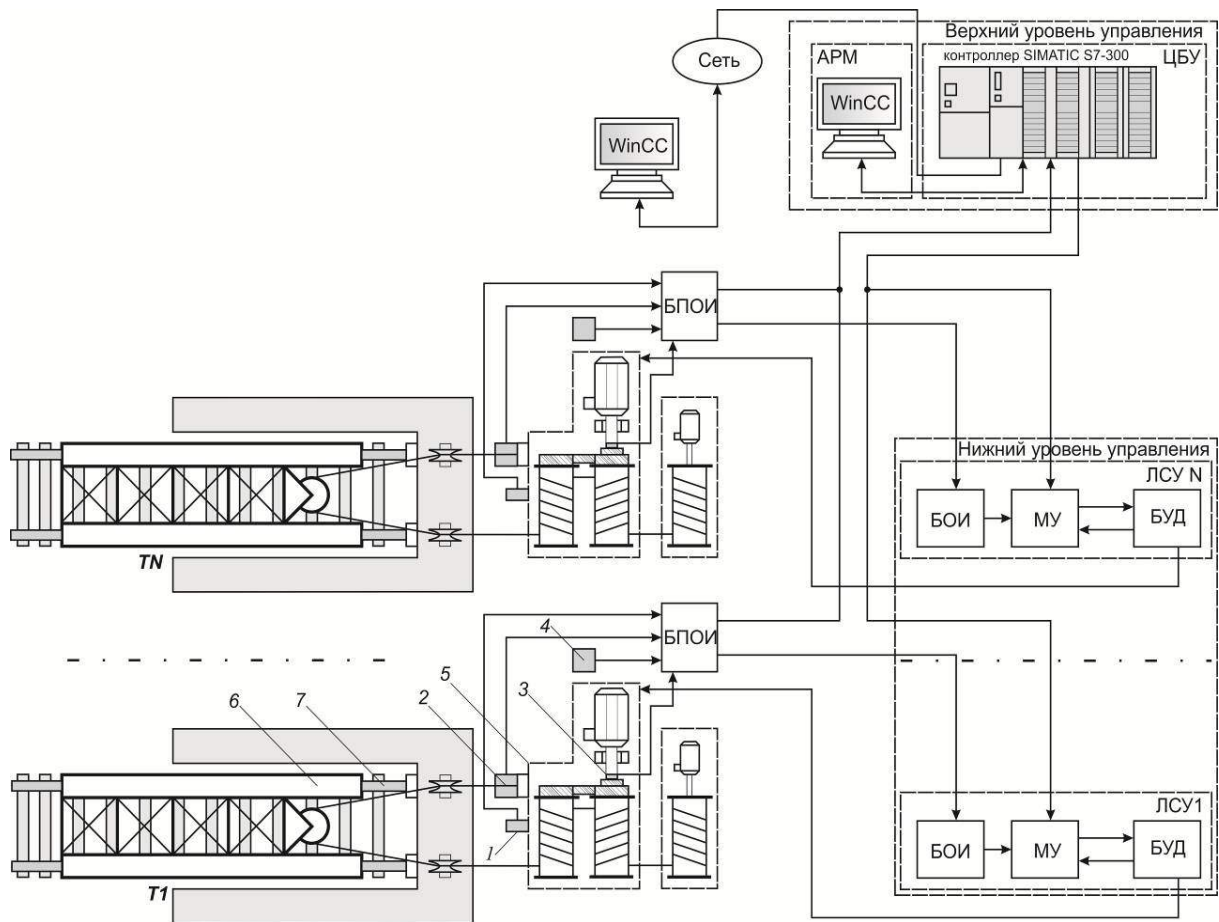 Верхний уровень управления
Сеть
АРМ
контроллер SIMATIC S7-300
ЦБУ
WinCC
WinCC
БПОИ
Нижний уровень управления
ЛСУ N
БОИ
МУ
БУД
TN
БПОИ
4
5
3
2
6
7
1
ЛСУ1
БОИ
МУ
БУД
T1